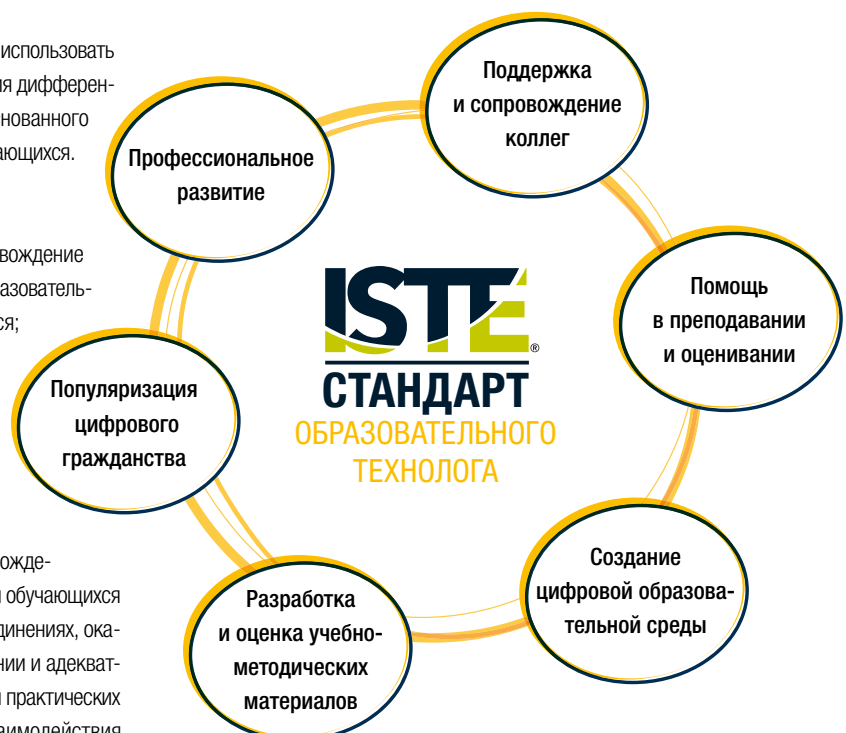 использовать
ия дифферен-
нованного
ающихся.
вождение
разователь-
ся;
ожде-
и обучающихся
динениях, ока-
нии и адекват-
и практических
аимодействия
Поддержка
и сопровождение
коллег
Профессиональное
развитие
Помощь
в преподавании
и оценивании
Популяризация
цифрового
гражданства
ISTE®
СТАНДАРТ
ОБРАЗОВАТЕЛЬНОГО
ТЕХНОЛОГА
Создание
цифровой образова-
тельной среды
Разработка
и оценка учебно-
методических
материалов